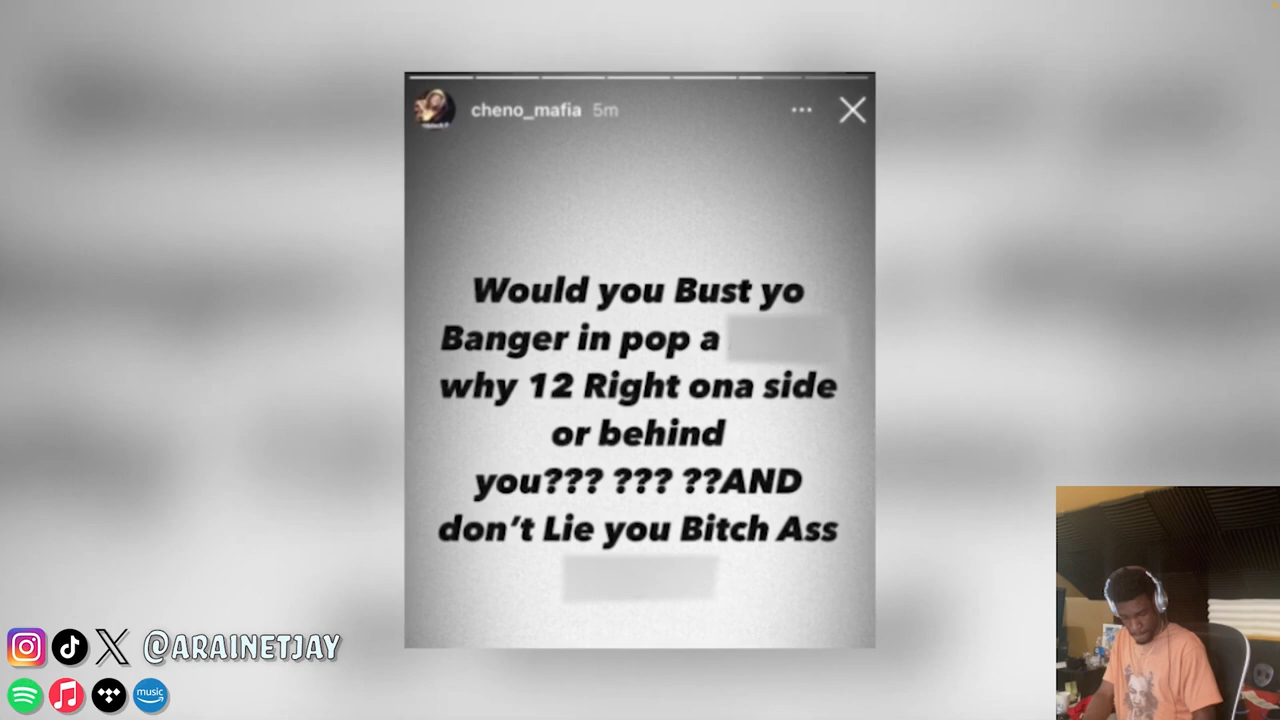 cheno_mafia 5m
Would you Bust yo
Banger in pop a
why 12 Right ona side
or behind
you??? ??? ??AND
don't Lie you Bitch Ass
@ARAINETJAY
music